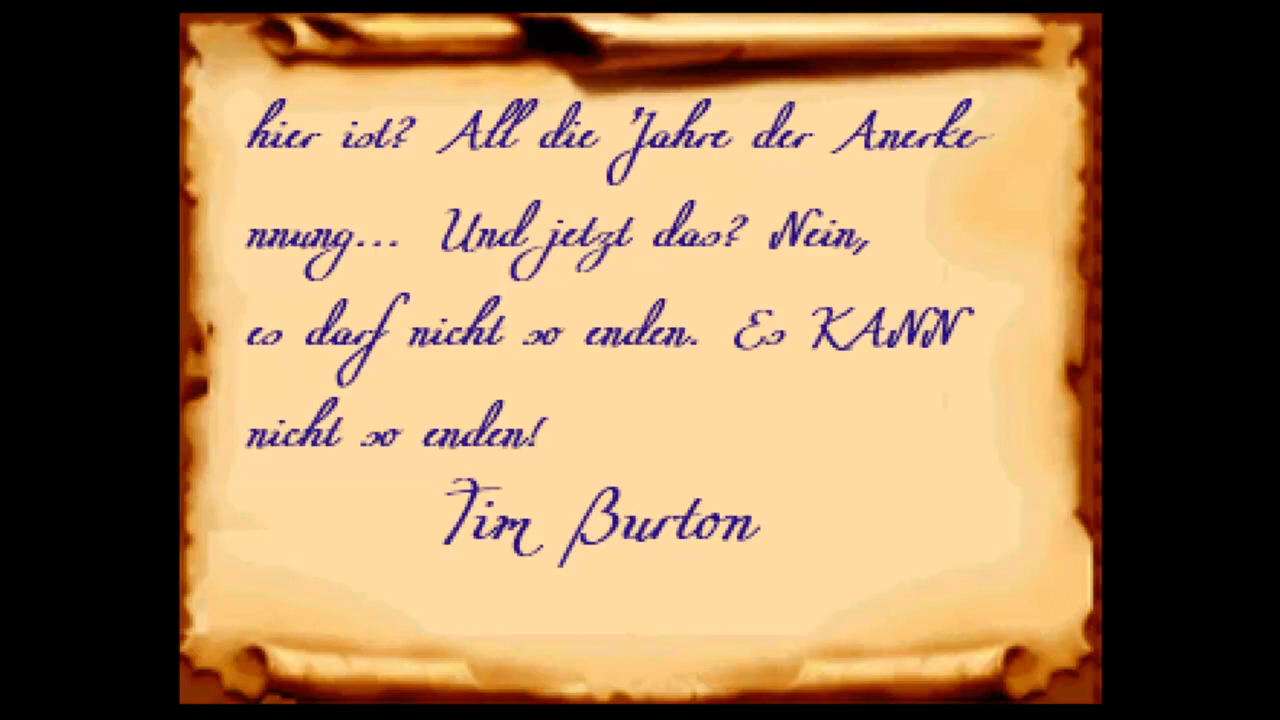 hier ist? All die Jahre der Anerke-
nnung... Und jetzt das? Nein,
es darf nicht so enden. Es KANN
nicht so enden!
Tim Burton